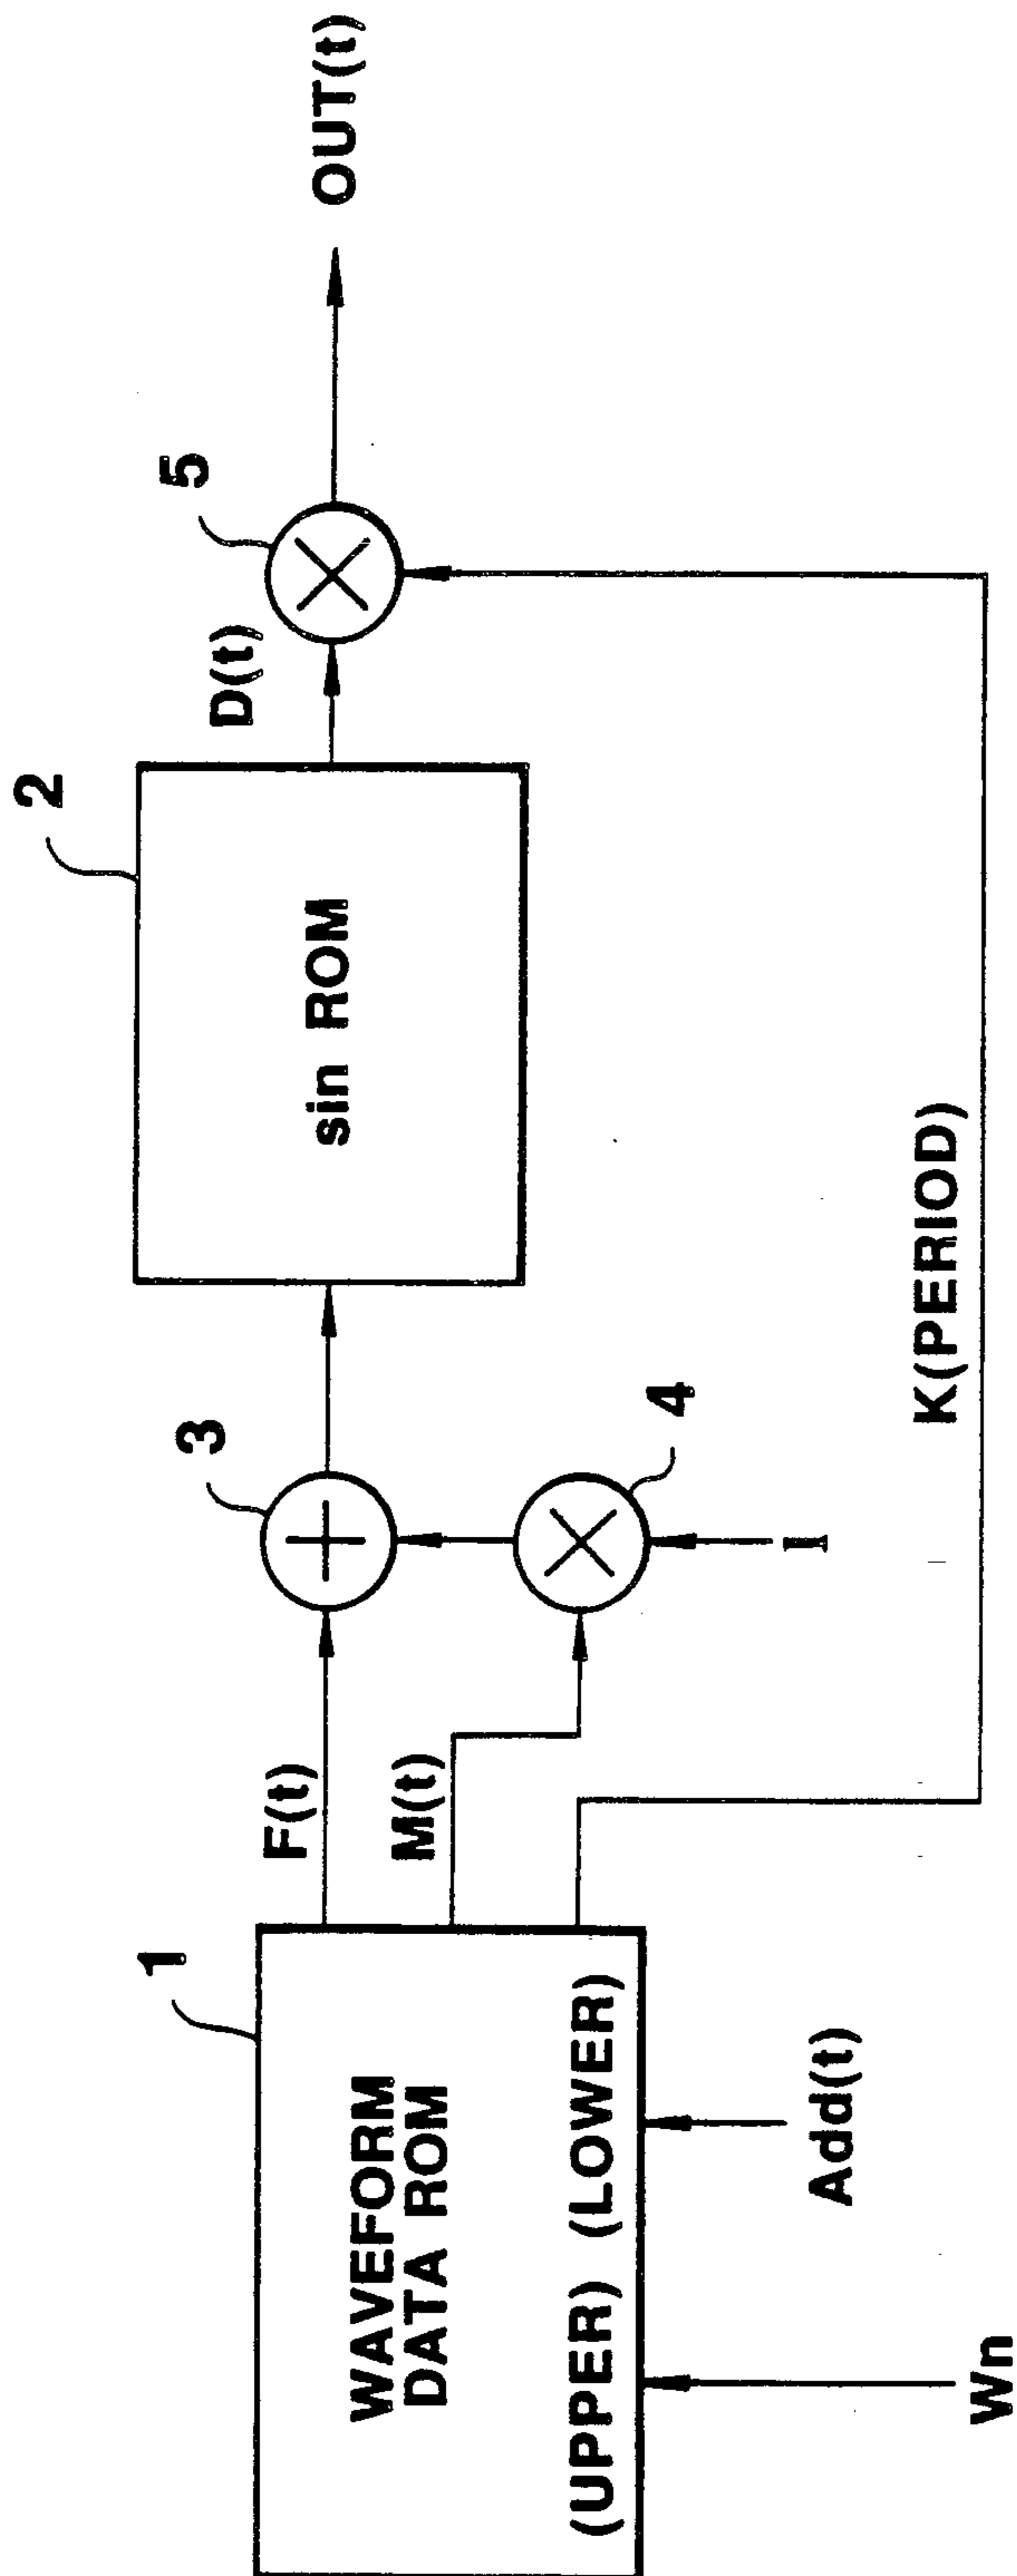 1
WAVEFORM
DATA ROM
(UPPER) (LOWER)
Wn
Add(t)
F(t)
M(t)
3
4
I
K(PERIOD)
2
sin ROM
D(t)
5
OUT(t)